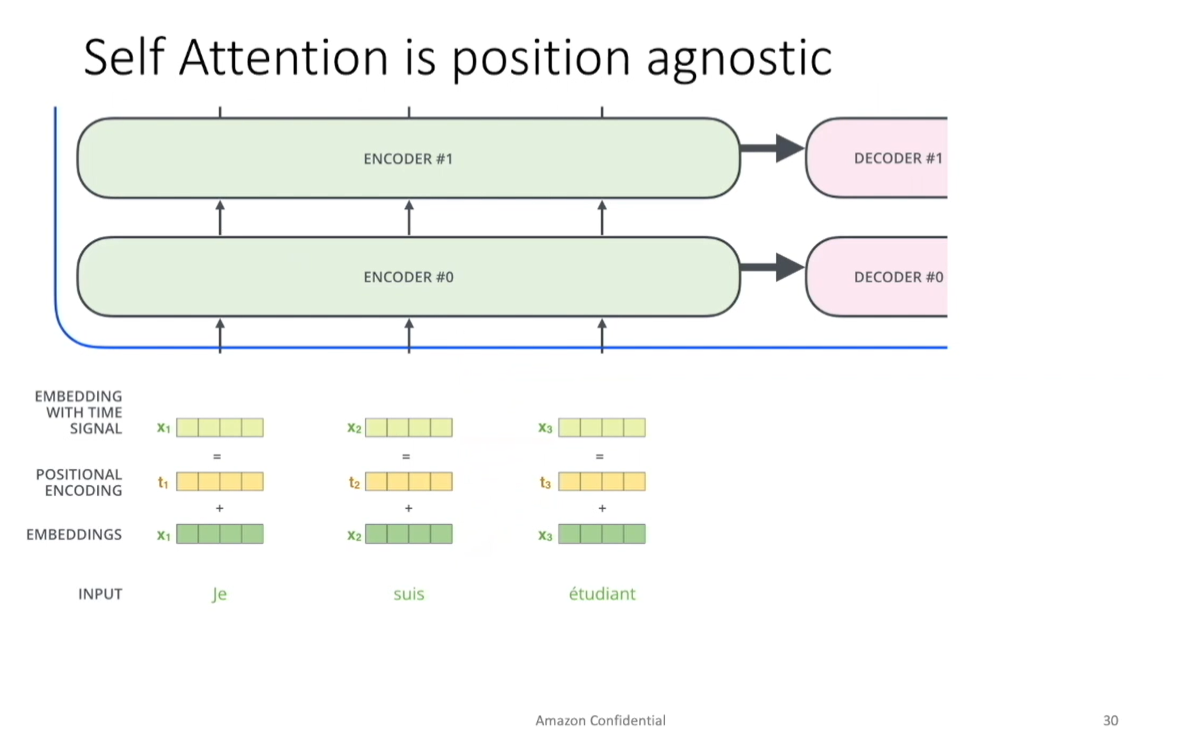 Self Attention is position agnostic
ENCODER #1
DECODER #1
ENCODER #0
DECODER #0
EMBEDDING
WITH TIME
SIGNAL
x₁
x₂
x₃
=
=
=
POSITIONAL
ENCODING
t₁
t₂
t₃
+
+
+
EMBEDDINGS
x₁
x₂
x₃
INPUT
Je
suis
étudiant
Amazon Confidential
30